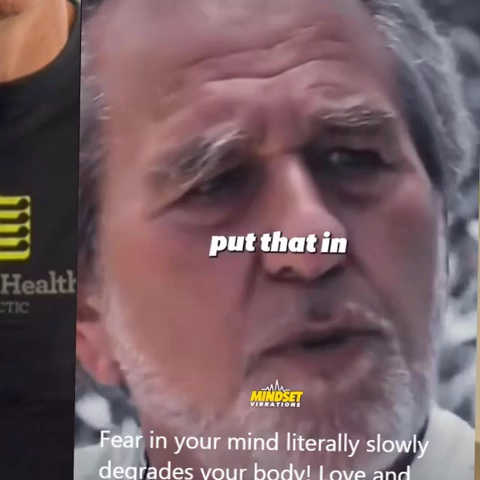 Health
CTIC
put that in
MINDSET
VIBRATIONS
Fear in your mind literally slowly
degrades your body! Love and